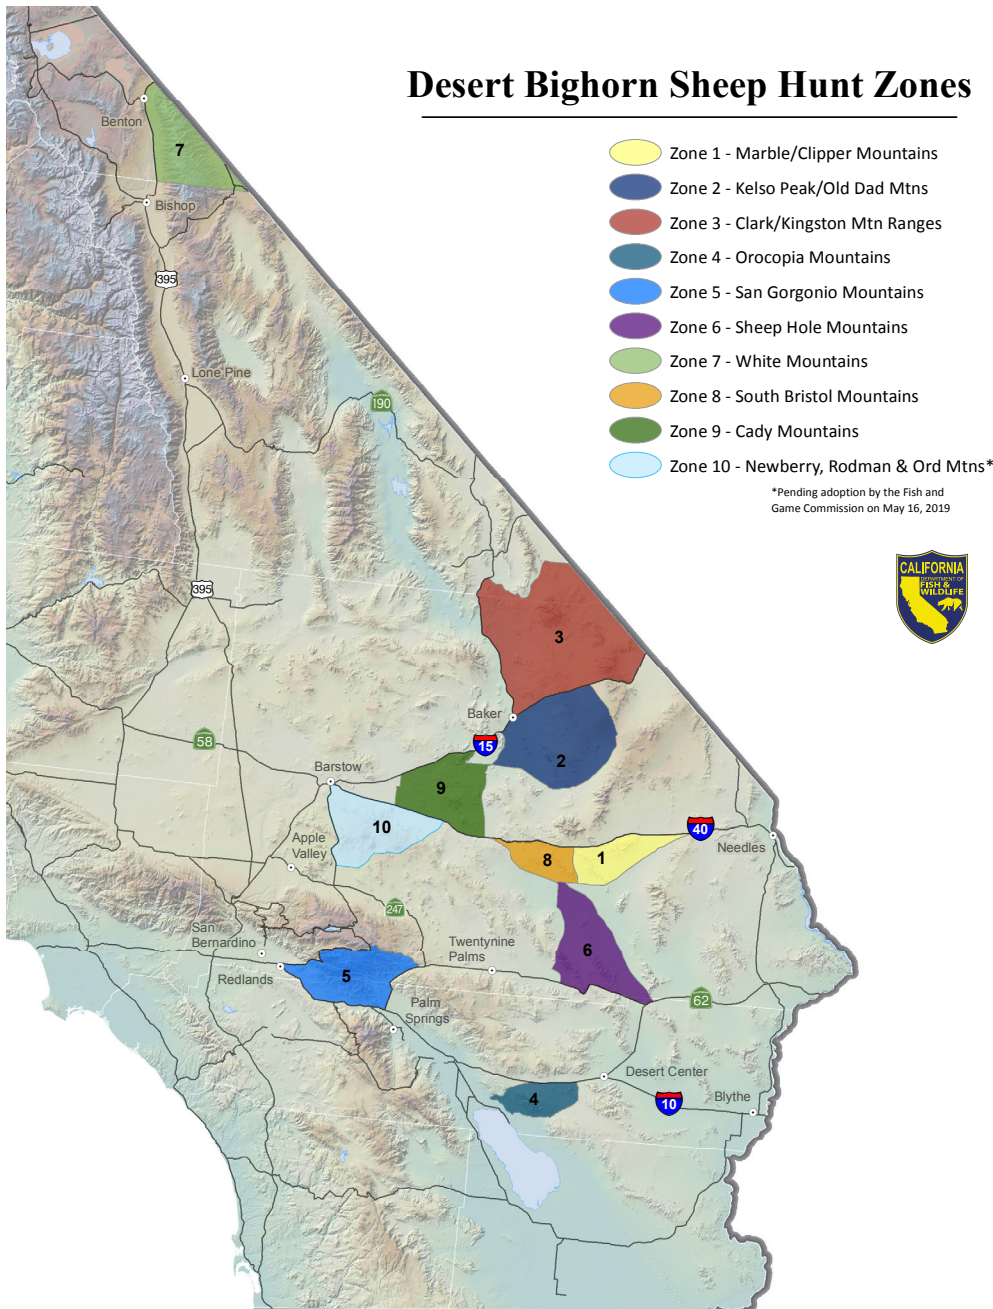 Desert Bighorn Sheep Hunt Zones
Zone 1 - Marble/Clipper Mountains
Zone 2 - Kelso Peak/Old Dad Mtns
Zone 3 - Clark/Kingston Mtn Ranges
Zone 4 - Orocopia Mountains
Zone 5 - San Gorgonio Mountains
Zone 6 - Sheep Hole Mountains
Zone 7 - White Mountains
Zone 8 - South Bristol Mountains
Zone 9 - Cady Mountains
Zone 10 - Newberry, Rodman & Ord Mtns*
*Pending adoption by the Fish and
Game Commission on May 16, 2019
CALIFORNIA
DEPARTMENT OF
FISH &
WILDLIFE
Benton
7
Bishop
395
Lone Pine
190
395
3
Baker
15
58
2
Barstow
9
10
40
Apple
Valley
Needles
8
1
247
San
Bernardino
Twentynine
Palms
6
Redlands
5
62
Palm
Springs
Desert Center
4
10
Blythe